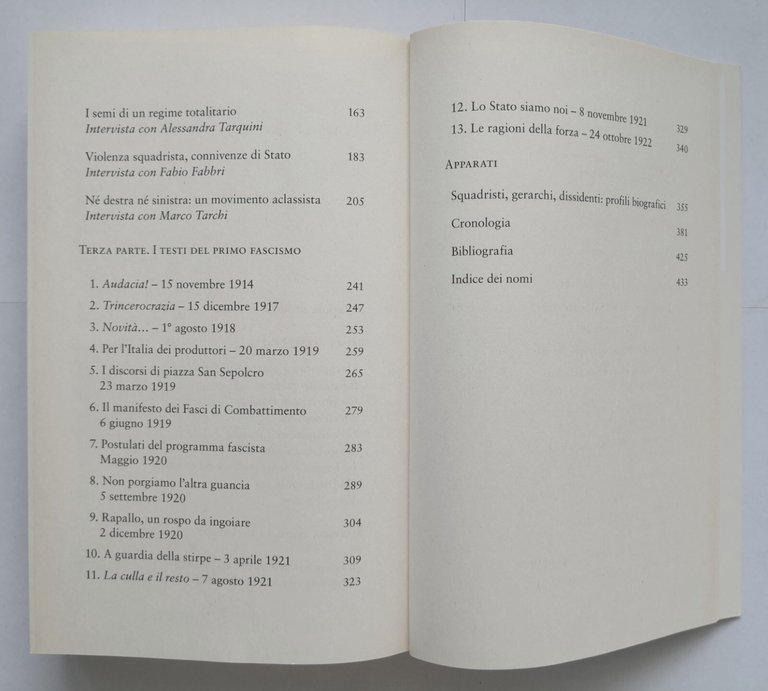 I semi di un regime totalitario 163
Intervista con Alessandra Tarquini
Violenza squadrista, connivenze di Stato 183
Intervista con Fabio Fabbri
Né destra né sinistra: un movimento aclassista 205
Intervista con Marco Tarchi
TERZA PARTE. I TESTI DEL PRIMO FASCISMO
1. Audacia! – 15 novembre 1914 241
2. Trincerocrazia – 15 dicembre 1917 247
3. Novità... – 1° agosto 1918 253
4. Per l'Italia dei produttori – 20 marzo 1919 259
5. I discorsi di piazza San Sepolcro 265
23 marzo 1919
6. Il manifesto dei Fasci di Combattimento 279
6 giugno 1919
7. Postulati del programma fascista 283
Maggio 1920
8. Non porgiamo l'altra guancia 289
5 settembre 1920
9. Rapallo, un rospo da ingoiare 304
2 dicembre 1920
10. A guardia della stirpe – 3 aprile 1921 309
11. La culla e il resto – 7 agosto 1921 323
12. Lo Stato siamo noi – 8 novembre 1921 329
13. Le ragioni della forza – 24 ottobre 1922 340
APPARATI
Squadristi, gerarchi, dissidenti: profili biografici 355
Cronologia 381
Bibliografia 425
Indice dei nomi 433